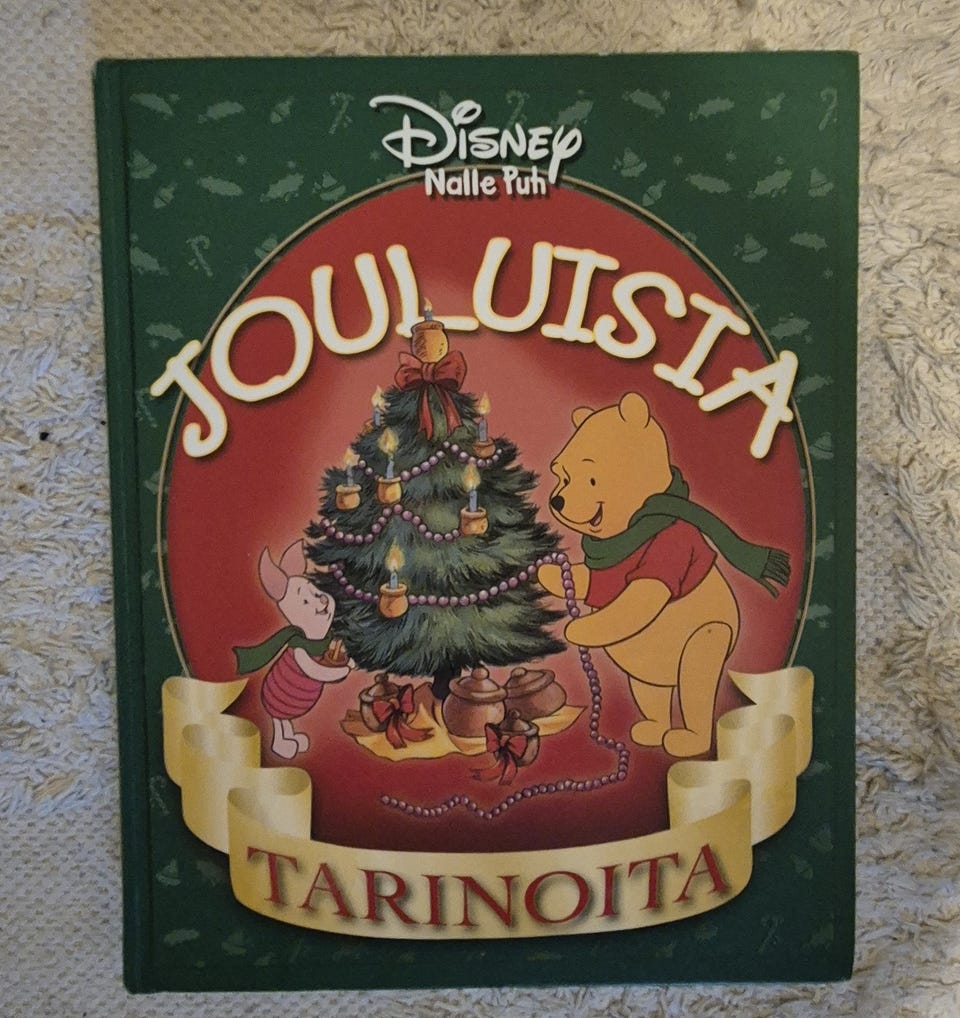 Disney
Nalle Puh
JOULUISIA
TARINOITA